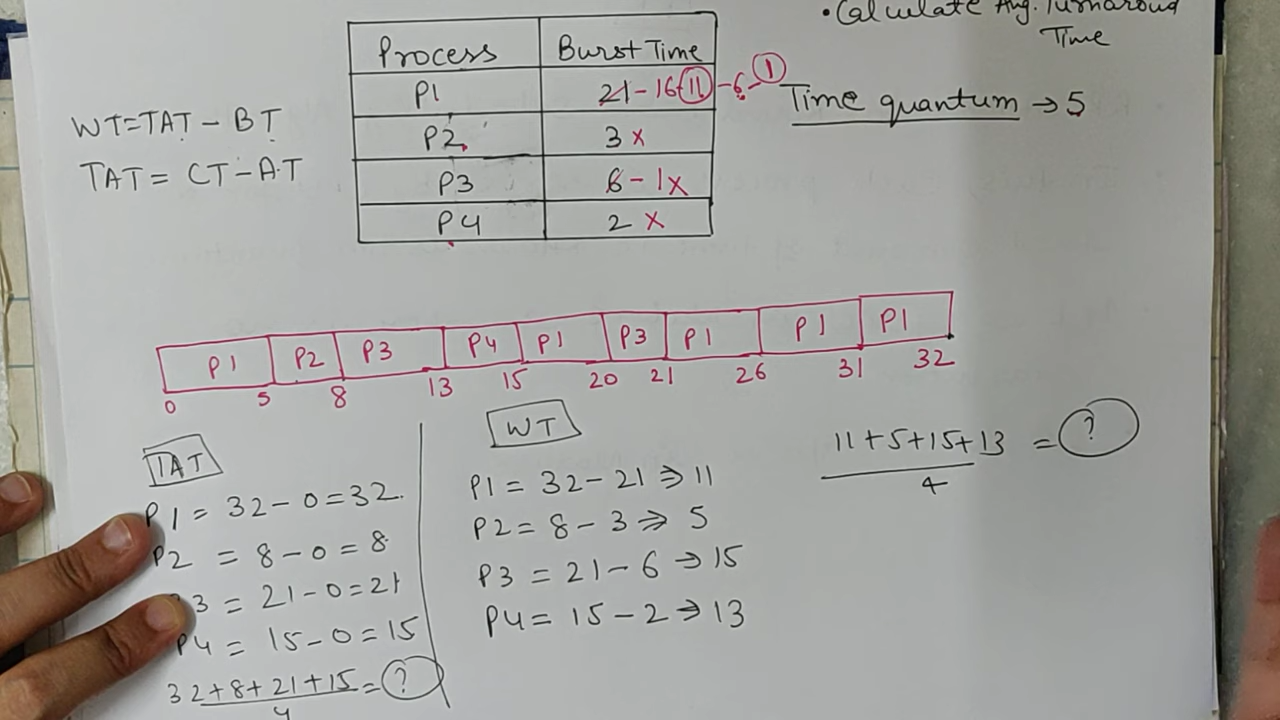 • Calculate Avg. Turnaroud
Time
Process Burst Time
P1 21 - 16 - 11 - 6 - 1
P2 3 x
P3 6 - 1 x
P4 2 x
WT = TAT - BT
TAT = CT - A.T
Time quantum → 5
P1 P2 P3 P4 P1 P3 P1 P1 P1
0 5 8 13 15 20 21 26 31 32
TAT
P1 = 32 - 0 = 32.
P2 = 8 - 0 = 8
3 = 21 - 0 = 21
P4 = 15 - 0 = 15
32 + 8 + 21 + 15 = ?
4
WT
P1 = 32 - 21 ⇒ 11
P2 = 8 - 3 ⇒ 5
P3 = 21 - 6 → 15
P4 = 15 - 2 ⇒ 13
11 + 5 + 15 + 13 = ?
4